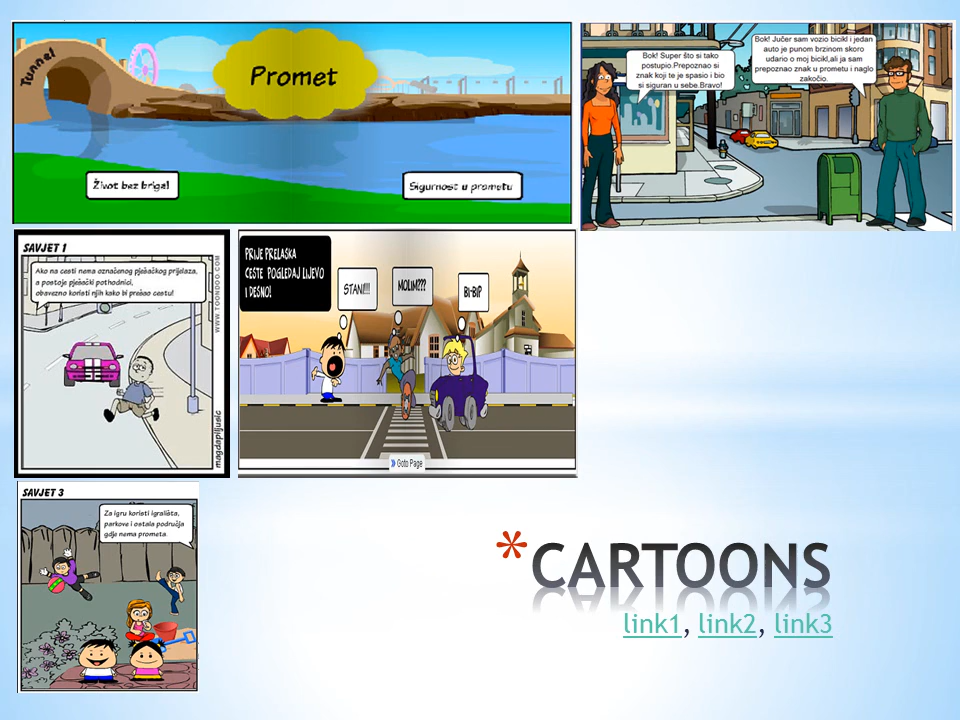 Tunnel
Promet
Život bez briga!
Sigurnost u prometu
Bok! Super što si tako
postupio.Prepoznao si
znak koji te je spasio i bio
si siguran u sebe.Bravo!
Bok! Jučer sam vozio bicikl i jedan
auto je punom brzinom skoro
udario o moj bicikl,ali ja sam
prepoznao znak u prometu i naglo
zakočio.
SAVJET 1
Ako na cesti nema označenog pješačkog prijelaza,
a postoje pješački pothodnici,
obavezno koristi njih kako bi prešao cestu!
WWW.TOONDOO.COM
magdapiljusic
PRIJE PRELASKA
CESTE POGLEDAJ LIJEVO
I DESNO!
STANI!!!
MOLIM???
BI-BIP
Goto Page
SAVJET 3
Za igru koristi igrališta,
parkove i ostala područja
gdje nema prometa.
*CARTOONS
link1, link2, link3